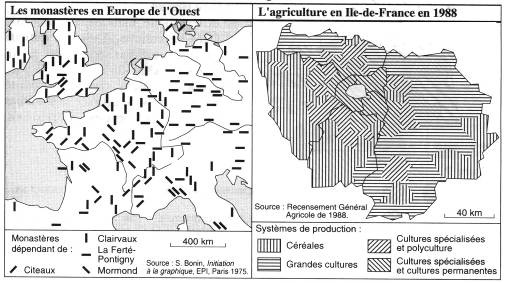 Les monastères en Europe de l'Ouest
Monastères
dépendant de :
Clairvaux
La Ferté-
Pontigny
Citeaux
Mormond
400 km
Source : S. Bonin, Initiation
à la graphique, EPI, Paris 1975.
L'agriculture en Ile-de-France en 1988
Source : Recensement Général
Agricole de 1988.
40 km
Systèmes de production :
Céréales
Grandes cultures
Cultures spécialisées
et polyculture
Cultures spécialisées
et cultures permanentes